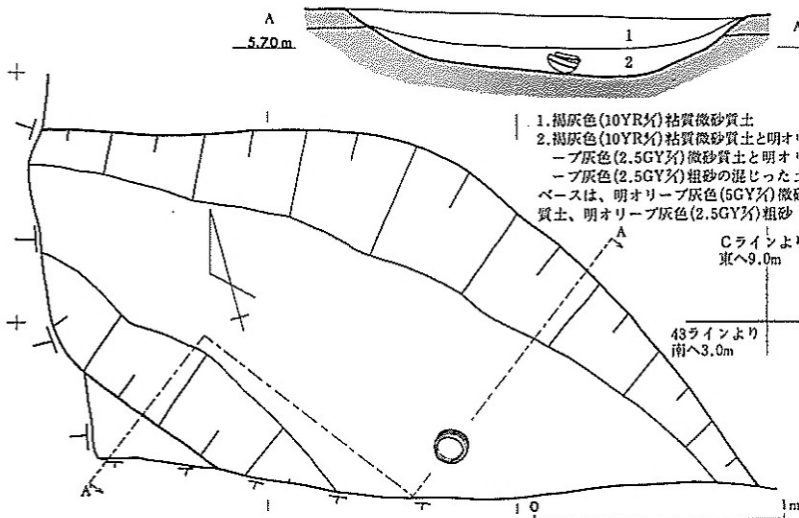 A
A
5.70m
1
2
1.褐灰色(10YR5/1)粘質微砂質土
2.褐灰色(10YR5/1)粘質微砂質土と明オリ
ーブ灰色(2.5GY7/1)微砂質土と明オリ
ーブ灰色(2.5GY7/1)粗砂の混じった土
ベースは、明オリーブ灰色(5GY7/1)微砂
質土、明オリーブ灰色(2.5GY7/1)粗砂
A
Cラインより
東へ9.0m
43ラインより
南へ3.0m
A'
0
1m